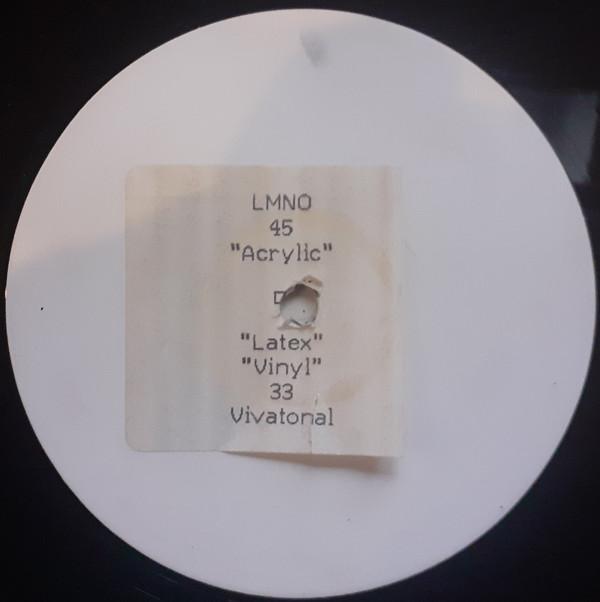 LMNO
45
"Acrylic"
"Latex"
"Vinyl"
33
Vivatonal